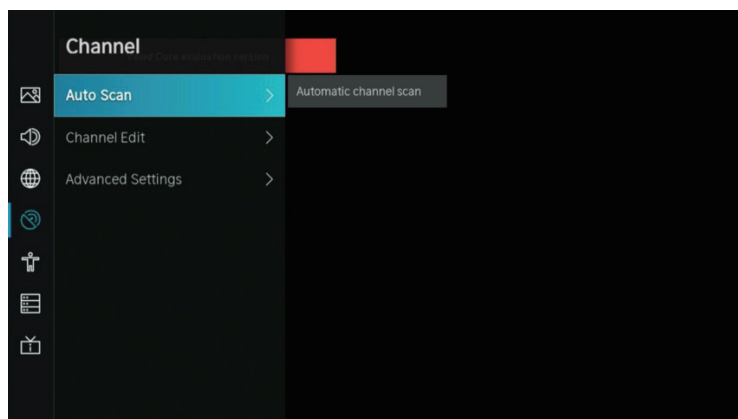 Channel
Auto Scan
Automatic channel scan
Channel Edit
Advanced Settings